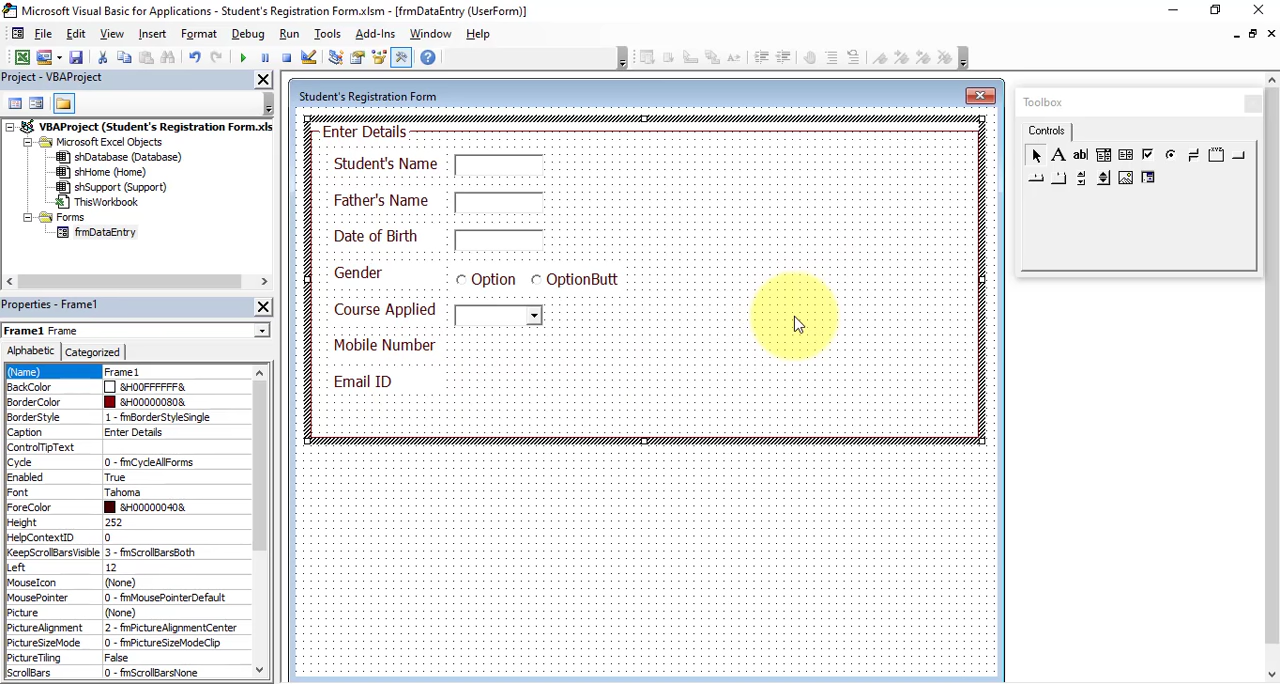 Microsoft Visual Basic for Applications - Student's Registration Form.xlsm - [frmDataEntry (UserForm)]
File Edit View Insert Format Debug Run Tools Add-Ins Window Help
Project - VBAProject
VBAProject (Student's Registration Form.xls
Microsoft Excel Objects
shDatabase (Database)
shHome (Home)
shSupport (Support)
ThisWorkbook
Forms
frmDataEntry
Properties - Frame1
Frame1 Frame
Alphabetic Categorized
(Name) Frame1
BackColor &H00FFFFFF&
BorderColor &H00000080&
BorderStyle 1 - fmBorderStyleSingle
Caption Enter Details
ControlTipText
Cycle 0 - fmCycleAllForms
Enabled True
Font Tahoma
ForeColor &H00000040&
Height 252
HelpContextID 0
KeepScrollBarsVisible 3 - fmScrollBarsBoth
Left 12
MouseIcon (None)
MousePointer 0 - fmMousePointerDefault
Picture (None)
PictureAlignment 2 - fmPictureAlignmentCenter
PictureSizeMode 0 - fmPictureSizeModeClip
PictureTiling False
ScrollBars 0 - fmScrollBarsNone
Student's Registration Form
Enter Details
Student's Name
Father's Name
Date of Birth
Gender Option OptionButt
Course Applied
Mobile Number
Email ID
Toolbox
Controls
A abl